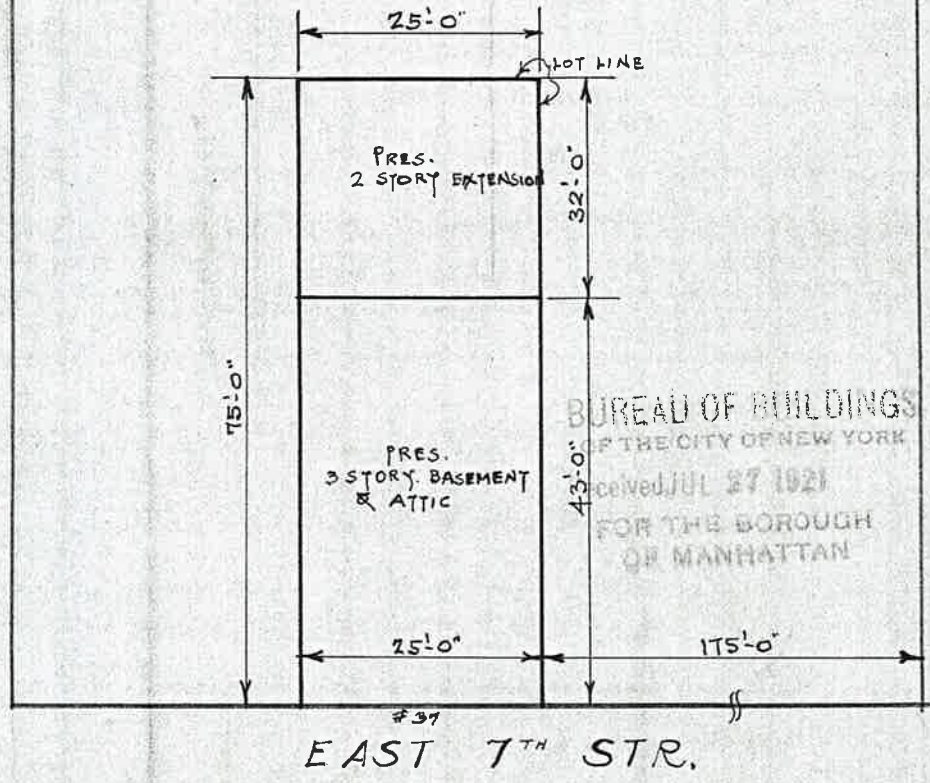 25'-0"
LOT LINE
PRES.
2 STORY EXTENSION
32'-0"
75'-0"
BUREAU OF BUILDINGS
OF THE CITY OF NEW YORK
Received JUL 27 1921
FOR THE BOROUGH
OF MANHATTAN
43'-0"
PRES.
3 STORY. BASEMENT
& ATTIC
25'-0"
175'-0"
#37
EAST 7TH STR.